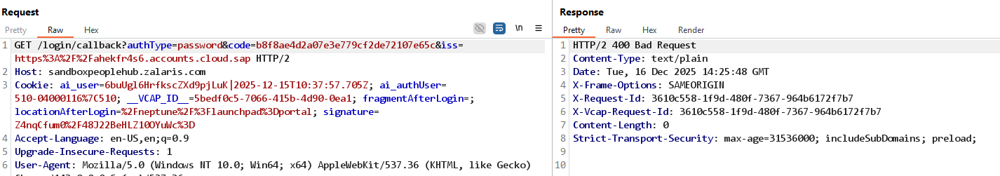 Request
Pretty Raw Hex \n
1 GET /login/callback?authType=password&code=b8f8ae4d2a07e3e779cf2de72107e65c&iss=
https%3A%2F%2Fahekfr4s6.accounts.cloud.sap HTTP/2
2 Host: sandboxpeoplehub.zalaris.com
3 Cookie: ai_user=6buUgl6HrfkscZXd9pjLuK|2025-12-15T10:37:57.705Z; ai_authUser=
510-04000116%7C510; __VCAP_ID__=5bedf0c5-7066-415b-4d90-0ea1; fragmentAfterLogin=;
locationAfterLogin=%2Fneptune%2F%3Flaunchpad%3Dportal; signature=
Z4nqCfum0%2F48J22BeHLZ10OYuWc%3D
4 Accept-Language: en-US,en;q=0.9
5 Upgrade-Insecure-Requests: 1
6 User-Agent: Mozilla/5.0 (Windows NT 10.0; Win64; x64) AppleWebKit/537.36 (KHTML, like Gecko)
Response
Pretty Raw Hex Render
1 HTTP/2 400 Bad Request
2 Content-Type: text/plain
3 Date: Tue, 16 Dec 2025 14:25:48 GMT
4 X-Frame-Options: SAMEORIGIN
5 X-Request-Id: 3610c558-1f9d-480f-7367-964b6172f7b7
6 X-Vcap-Request-Id: 3610c558-1f9d-480f-7367-964b6172f7b7
7 Content-Length: 0
8 Strict-Transport-Security: max-age=31536000; includeSubDomains; preload;
9
10